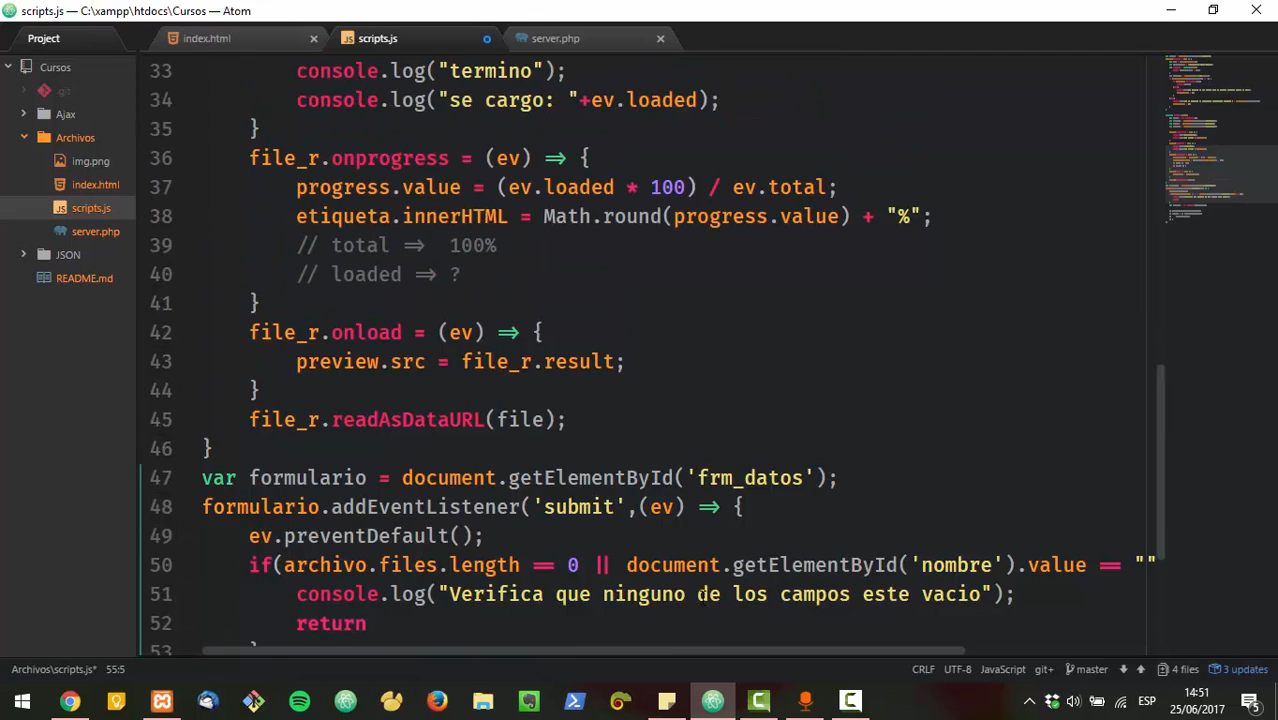 scripts.js - C:\xampp\htdocs\Cursos - Atom
Project
index.html
scripts.js
server.php
Cursos
.git
Ajax
Archivos
img.png
index.html
scripts.js
server.php
JSON
README.md
33 console.log("termino");
34 console.log("se cargo: "+ev.loaded);
35 }
36 file_r.onprogress = (ev) => {
37 progress.value = (ev.loaded * 100) / ev.total;
38 etiqueta.innerHTML = Math.round(progress.value) + "%";
39 // total => 100%
40 // loaded => ?
41 }
42 file_r.onload = (ev) => {
43 preview.src = file_r.result;
44 }
45 file_r.readAsDataURL(file);
46 }
47 var formulario = document.getElementById('frm_datos');
48 formulario.addEventListener('submit',(ev) => {
49 ev.preventDefault();
50 if(archivo.files.length == 0 || document.getElementById('nombre').value == ""
51 console.log("Verifica que ninguno de los campos este vacio");
52 return
53 }
Archivos\scripts.js* 55:5
CRLF UTF-8 JavaScript git+ master 4 files 3 updates
ESP
14:51
25/06/2017
5